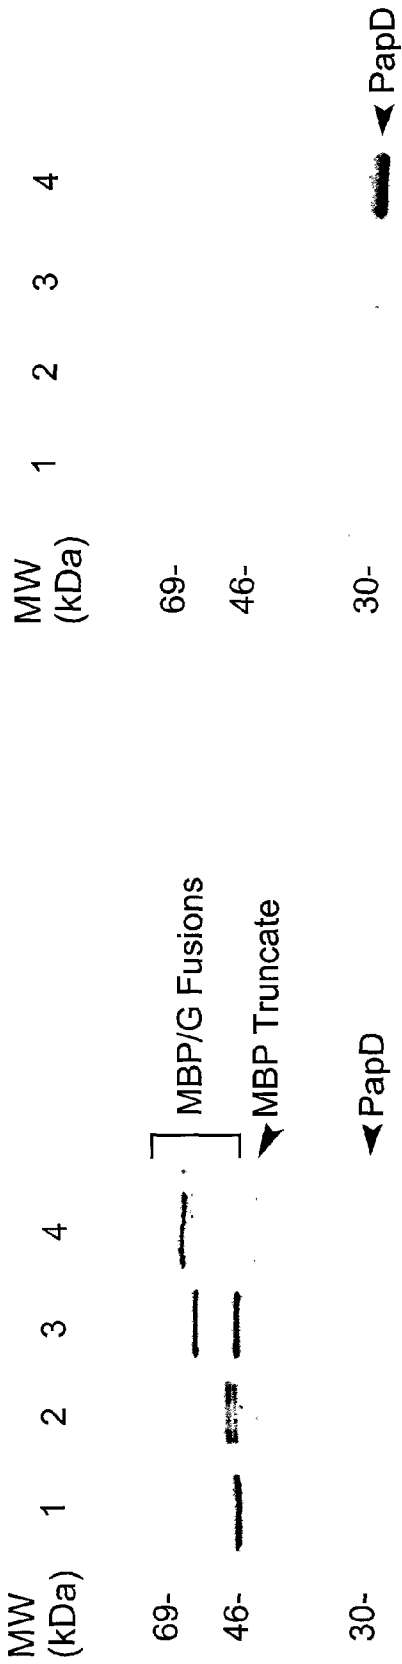 MW
(kDa)
1 2 3 4
69-
46-
30-
MBP/G Fusions
MBP Truncate
PapD
MW
(kDa)
1 2 3 4
69-
46-
30-
PapD